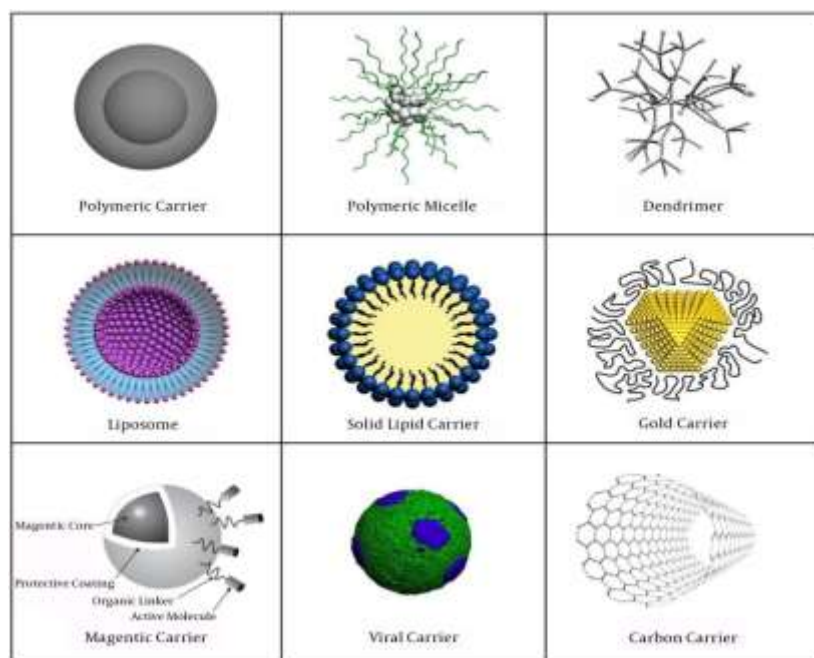 Polymeric Carrier
Polymeric Micelle
Dendrimer
Liposome
Solid Lipid Carrier
Gold Carrier
Magentic Core
Protective Coating
Organic Linker
Active Molecule
Magentic Carrier
Viral Carrier
Carbon Carrier